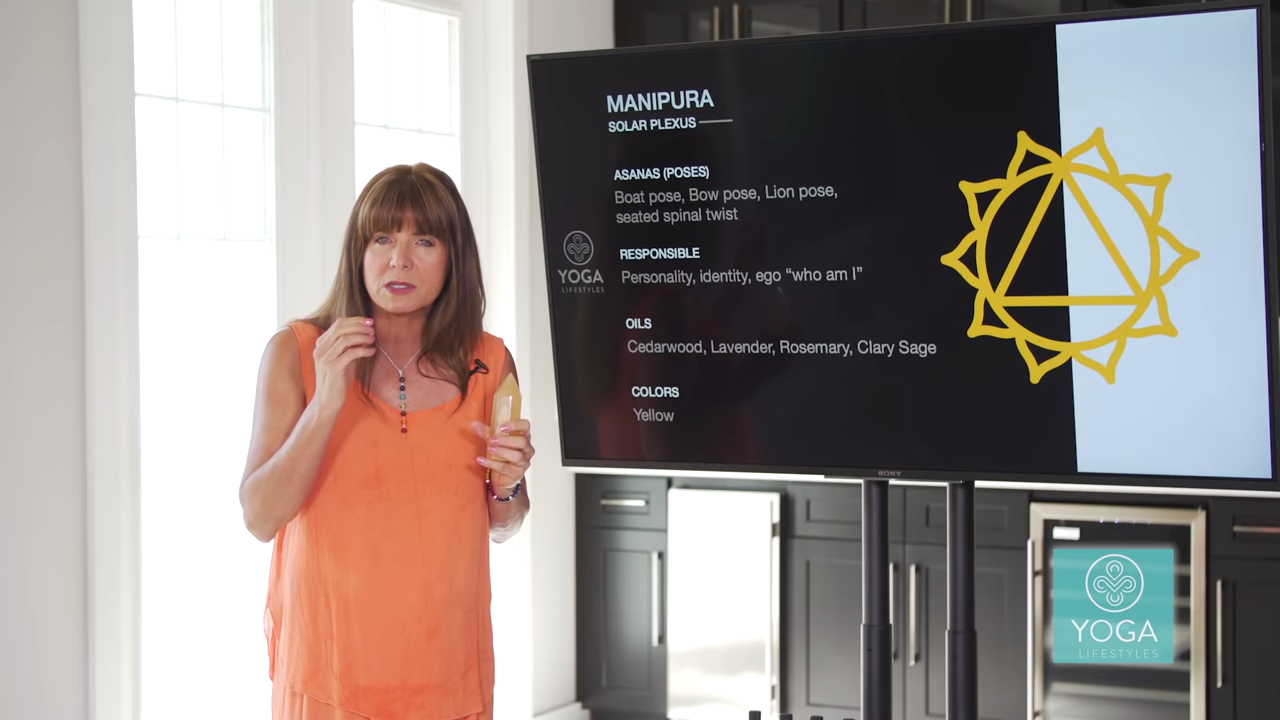 MANIPURA
SOLAR PLEXUS
ASANAS (POSES)
Boat pose, Bow pose, Lion pose,
seated spinal twist
RESPONSIBLE
Personality, identity, ego “who am I”
OILS
Cedarwood, Lavender, Rosemary, Clary Sage
COLORS
Yellow
YOGA
LIFESTYLES
SONY
YOGA
LIFESTYLES